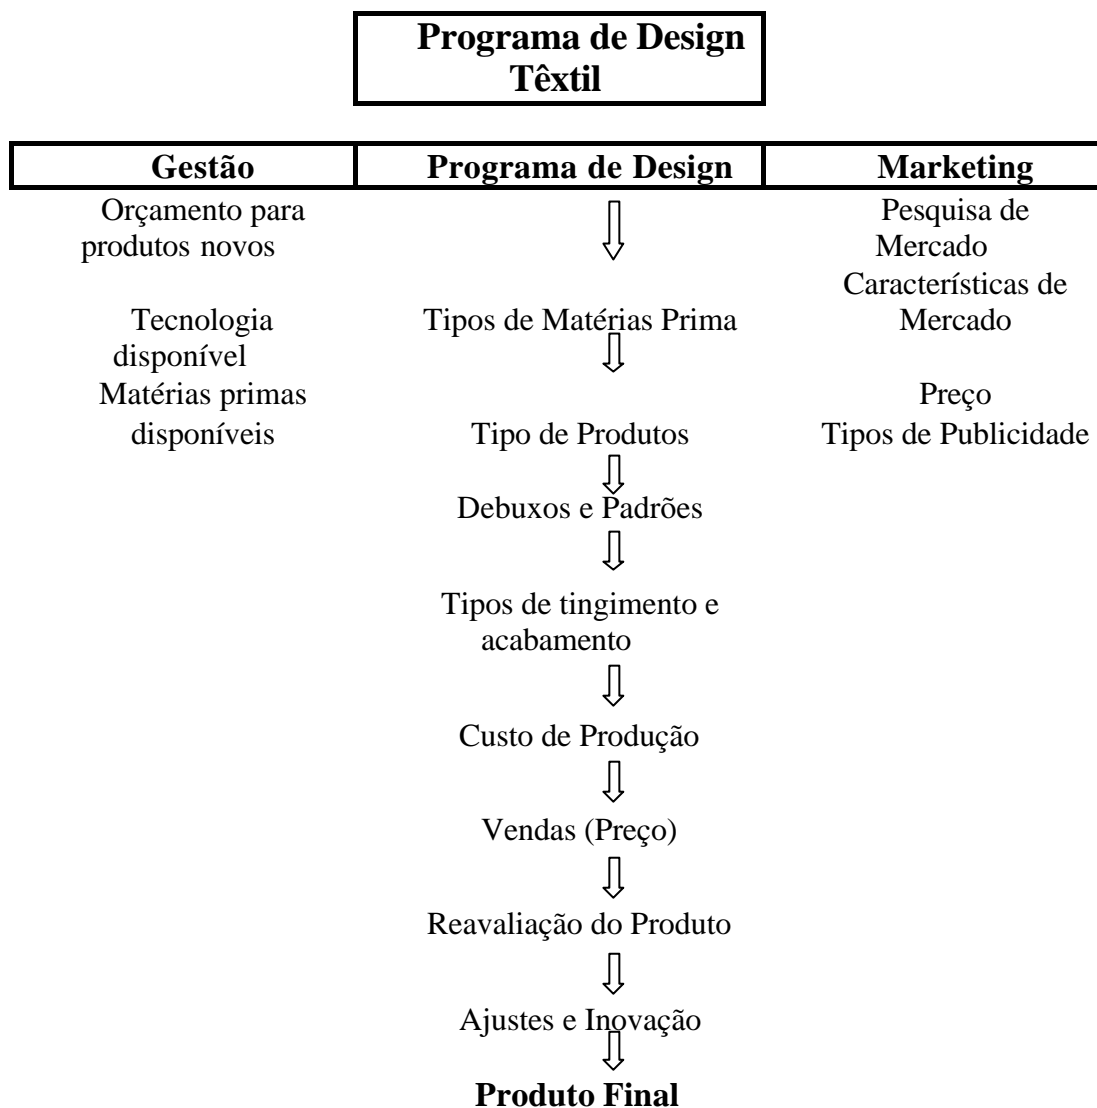 Programa de Design
Têxtil
Gestão
Programa de Design
Marketing
Orçamento para
produtos novos
Tecnologia
disponível
Matérias primas
disponíveis
Tipos de Matérias Prima
Tipo de Produtos
Debuxos e Padrões
Tipos de tingimento e
acabamento
Custo de Produção
Vendas (Preço)
Reavaliação do Produto
Ajustes e Inovação
Produto Final
Pesquisa de
Mercado
Características de
Mercado
Preço
Tipos de Publicidade